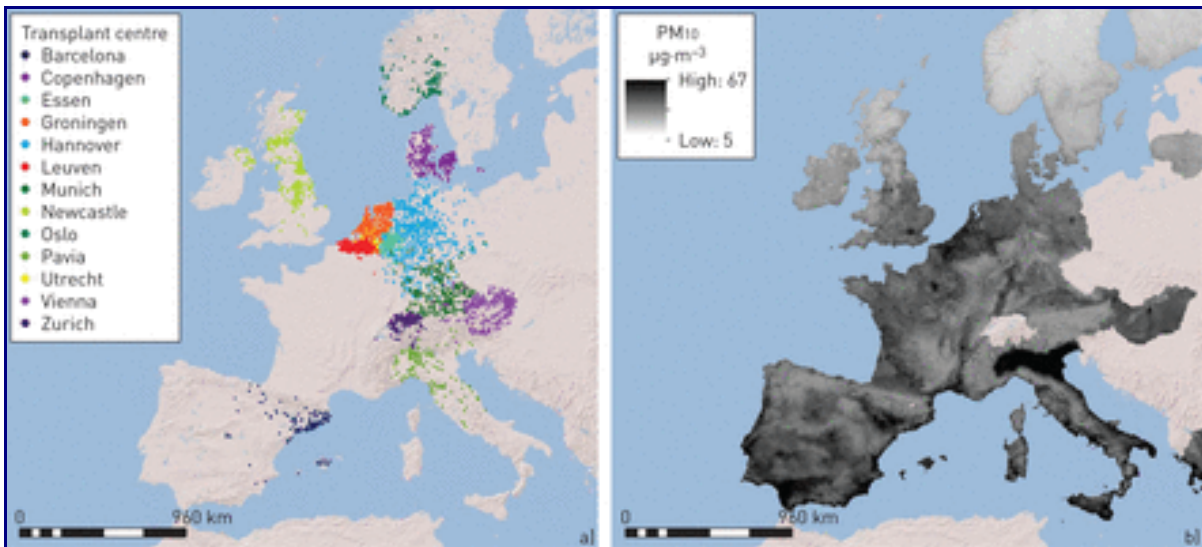 Transplant centre
Barcelona
Copenhagen
Essen
Groningen
Hannover
Leuven
Munich
Newcastle
Oslo
Pavia
Utrecht
Vienna
Zurich
0 960 km
a)
PM10
µg·m–3
High: 67
Low: 5
0 960 km
b)